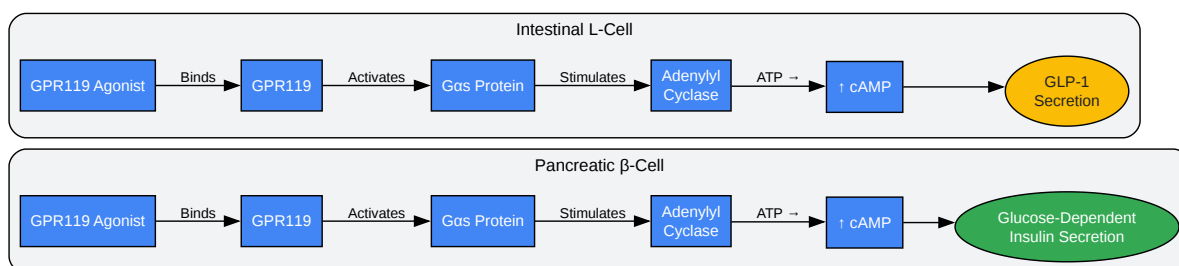 Intestinal L-Cell
GPR119 Agonist
Binds
GPR119
Activates
Gαs Protein
Stimulates
Adenylyl
Cyclase
ATP →
↑ cAMP
GLP-1
Secretion
Pancreatic β-Cell
GPR119 Agonist
Binds
GPR119
Activates
Gαs Protein
Stimulates
Adenylyl
Cyclase
ATP →
↑ cAMP
Glucose-Dependent
Insulin Secretion